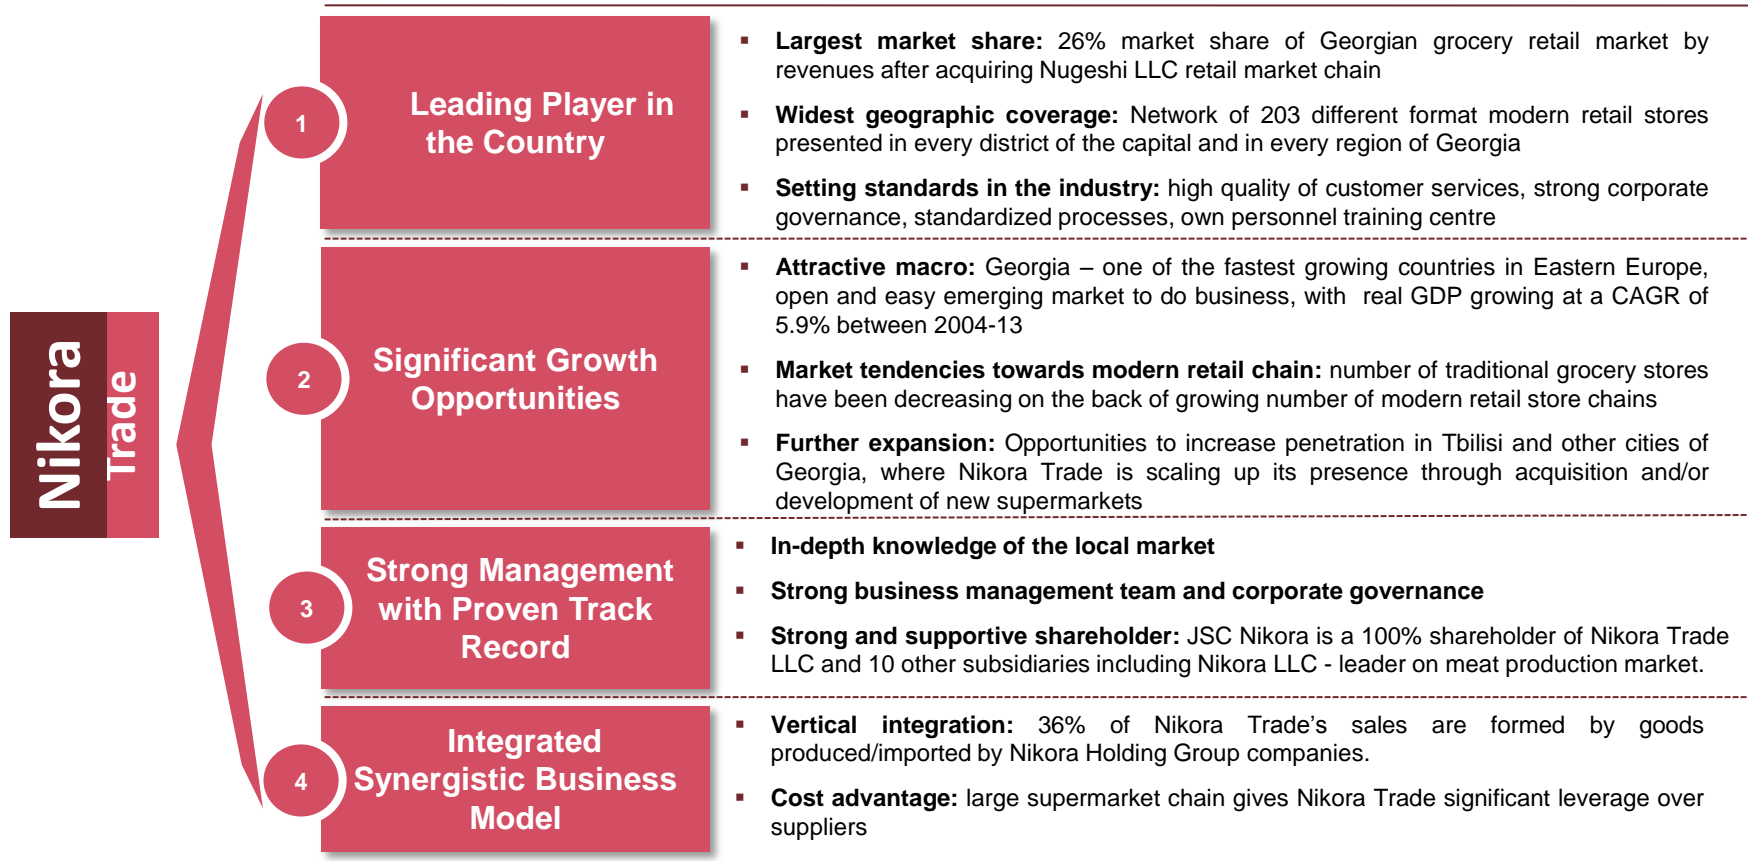 Nikora
Trade
1
Leading Player in
the Country
▪ Largest market share: 26% market share of Georgian grocery retail market by
revenues after acquiring Nugeshi LLC retail market chain
▪ Widest geographic coverage: Network of 203 different format modern retail stores
presented in every district of the capital and in every region of Georgia
▪ Setting standards in the industry: high quality of customer services, strong corporate
governance, standardized processes, own personnel training centre
2
Significant Growth
Opportunities
▪ Attractive macro: Georgia – one of the fastest growing countries in Eastern Europe,
open and easy emerging market to do business, with real GDP growing at a CAGR of
5.9% between 2004-13
▪ Market tendencies towards modern retail chain: number of traditional grocery stores
have been decreasing on the back of growing number of modern retail store chains
▪ Further expansion: Opportunities to increase penetration in Tbilisi and other cities of
Georgia, where Nikora Trade is scaling up its presence through acquisition and/or
development of new supermarkets
3
Strong Management
with Proven Track
Record
▪ In-depth knowledge of the local market
▪ Strong business management team and corporate governance
▪ Strong and supportive shareholder: JSC Nikora is a 100% shareholder of Nikora Trade
LLC and 10 other subsidiaries including Nikora LLC - leader on meat production market.
4
Integrated
Synergistic Business
Model
▪ Vertical integration: 36% of Nikora Trade’s sales are formed by goods
produced/imported by Nikora Holding Group companies.
▪ Cost advantage: large supermarket chain gives Nikora Trade significant leverage over
suppliers